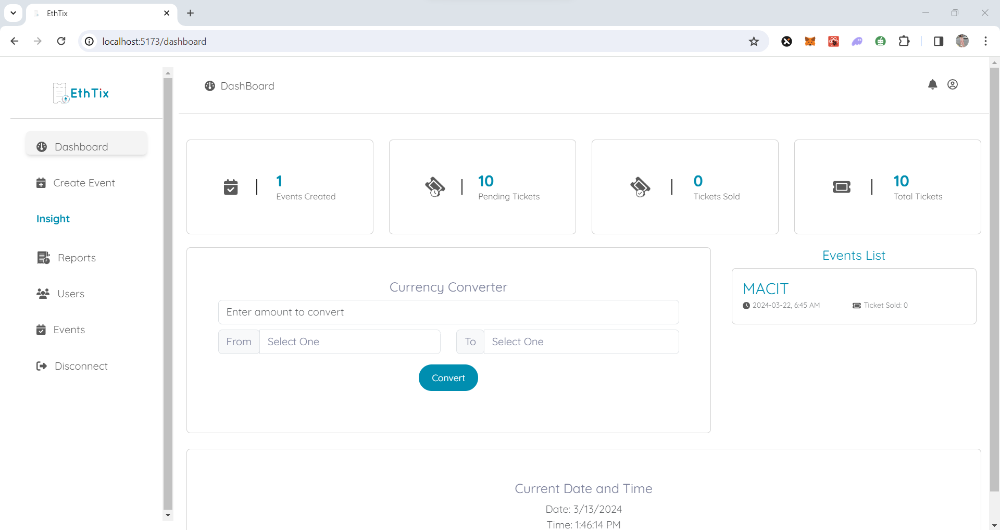 EthTix
localhost:5173/dashboard
EthTix
DashBoard
Dashboard
Create Event
Insight
Reports
Users
Events
Disconnect
1
Events Created
10
Pending Tickets
0
Tickets Sold
10
Total Tickets
Currency Converter
Enter amount to convert
From Select One To Select One
Convert
Events List
MACIT
2024-03-22, 6:45 AM Ticket Sold: 0
Current Date and Time
Date: 3/13/2024
Time: 1:46:14 PM